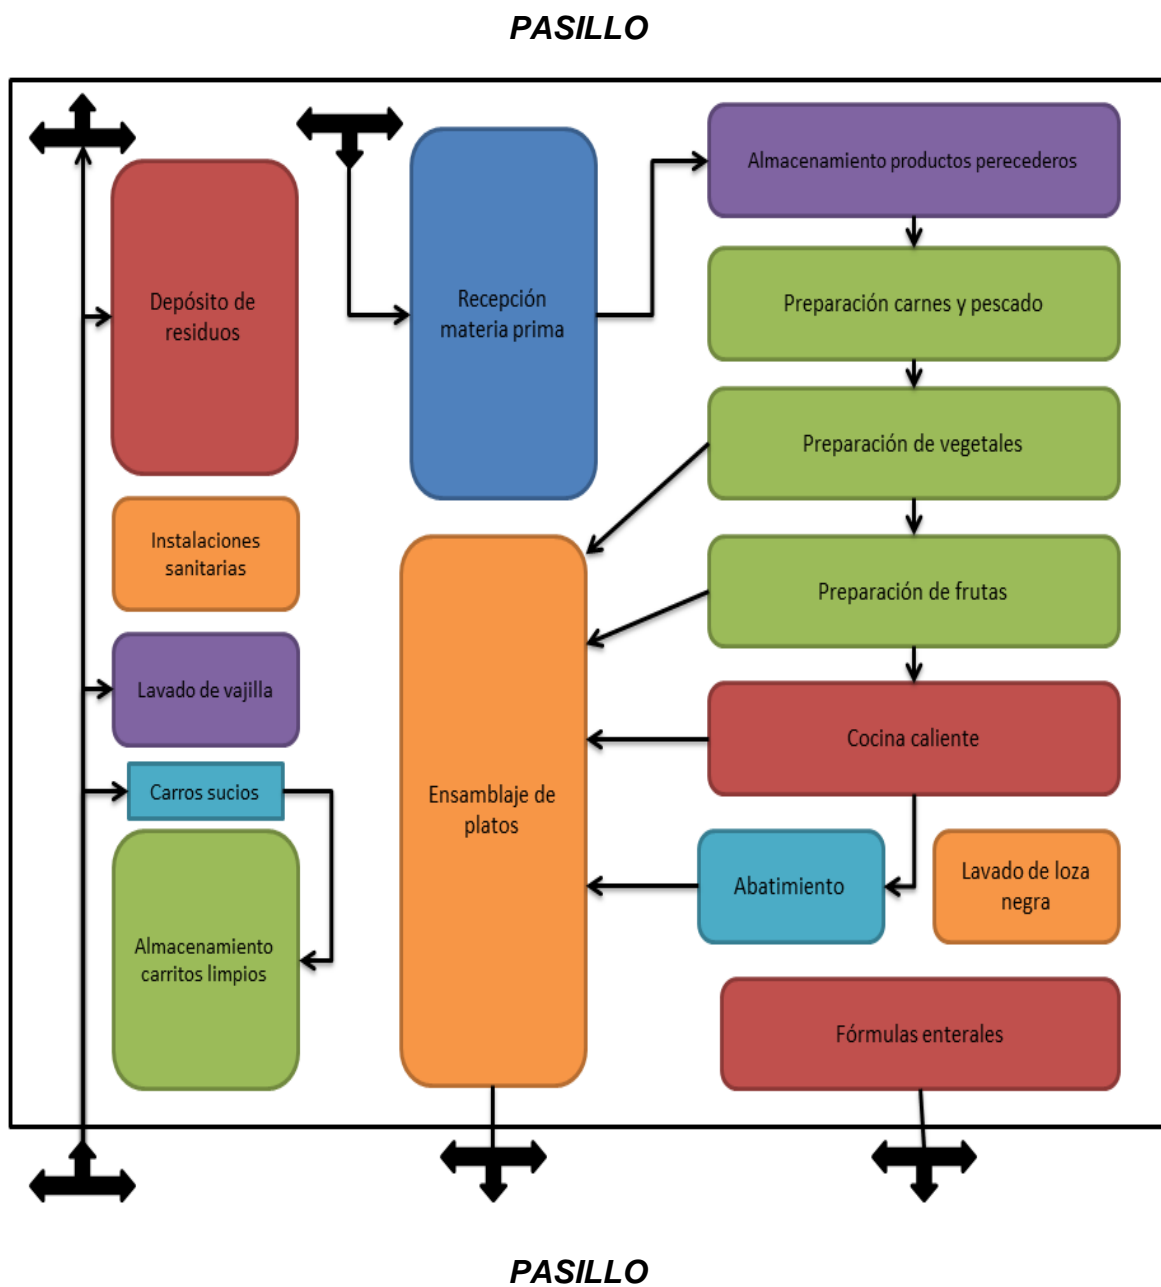 PASILLO
Almacenamiento productos perecederos
Depósito de
residuos
Recepción
materia prima
Preparación carnes y pescado
Preparación de vegetales
Instalaciones
sanitarias
Preparación de frutas
Lavado de vajilla
Cocina caliente
Carros sucios
Ensamblaje de
platos
Abatimiento
Lavado de loza
negra
Almacenamiento
carritos limpios
Fórmulas enterales
PASILLO